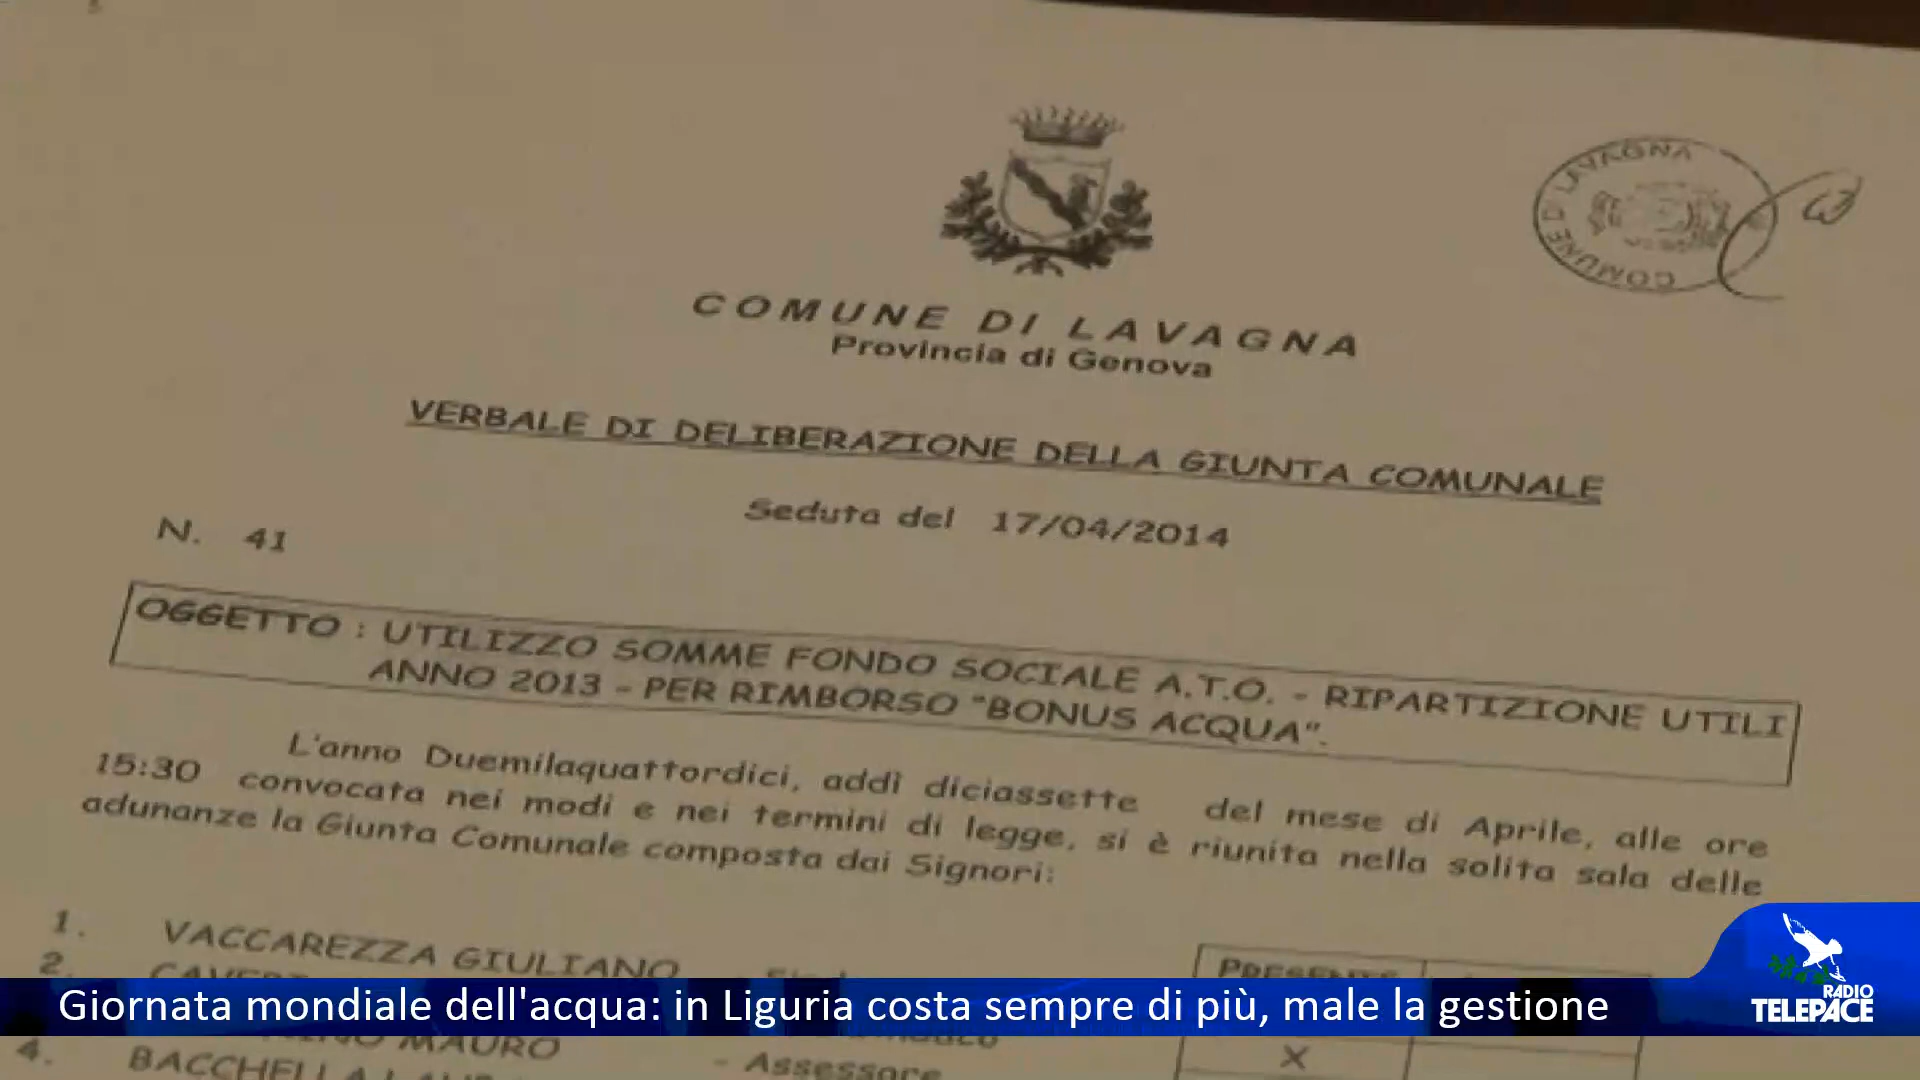 COMUNE DI LAVAGNA
COMUNE DI LAVAGNA
Provincia di Genova
VERBALE DI DELIBERAZIONE DELLA GIUNTA COMUNALE
Seduta del 17/04/2014
N. 41
OGGETTO : UTILIZZO SOMME FONDO SOCIALE A.T.O. - RIPARTIZIONE UTILI
ANNO 2013 - PER RIMBORSO "BONUS ACQUA".
L'anno Duemilaquattordici, addì diciassette del mese di Aprile, alle ore
15:30 convocata nei modi e nei termini di legge, si è riunita nella solita sala delle
adunanze la Giunta Comunale composta dai Signori:
1. VACCAREZZA GIULIANO
PRESENTE
2.
Giornata mondiale dell'acqua: in Liguria costa sempre di più, male la gestione
RADIO
TELEPACE
MAURO
X
4. BACCHELLA - Assessore